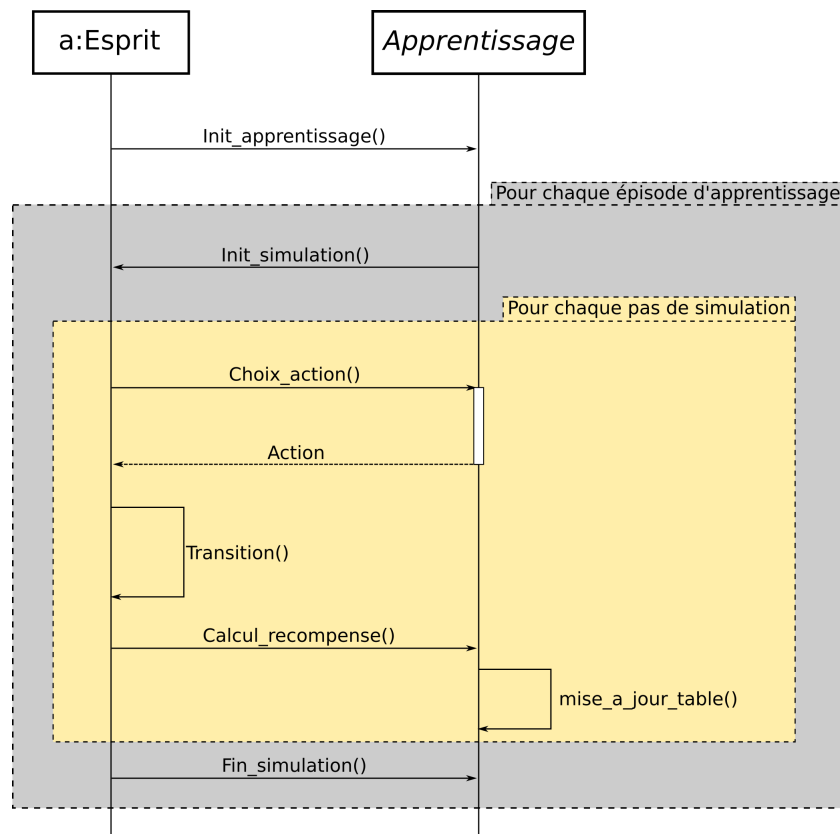 a:Esprit
Apprentissage
Init_apprentissage()
Pour chaque épisode d'apprentissage
Init_simulation()
Pour chaque pas de simulation
Choix_action()
Action
Transition()
Calcul_recompense()
mise_a_jour_table()
Fin_simulation()